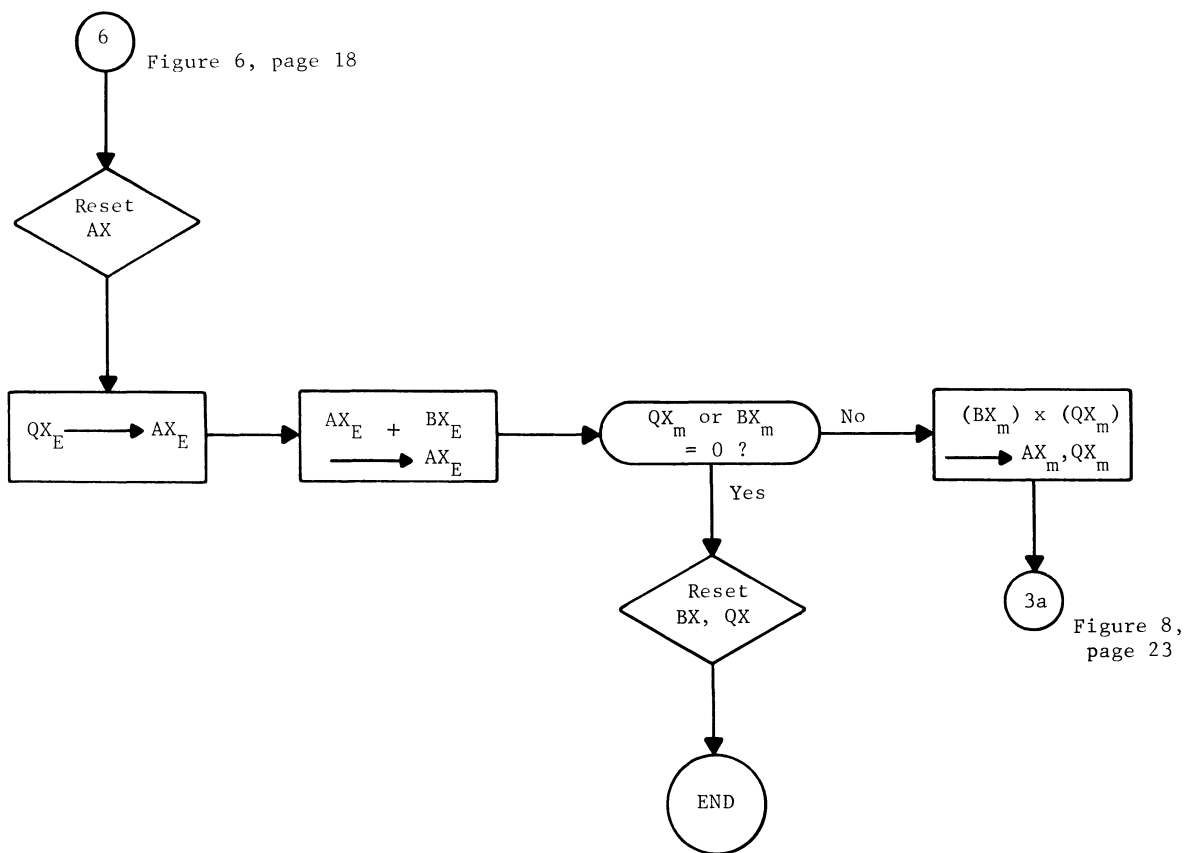 6
Figure 6, page 18
Reset
AX
QX_E → AX_E
AX_E + BX_E
→ AX_E
QX_m or BX_m
= 0 ?
No
(BX_m) x (QX_m)
→ AX_m,QX_m
Yes
Reset
BX, QX
3a
Figure 8,
page 23
END